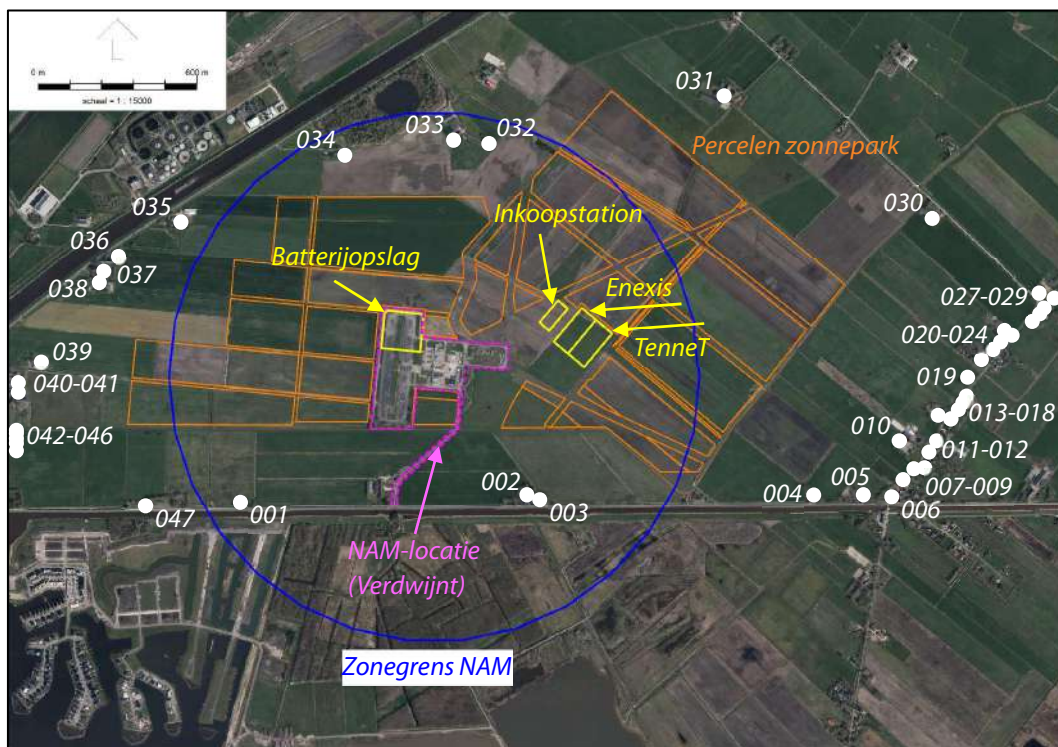 0 m
600 m
schaal = 1 : 15000
031
033
032
034
Percelen zonnepark
035
Inkoopstation
030
036
Batterijopslag
037
038
Enexis
027-029
020-024
TenneT
039
019
040-041
013-018
010
042-046
011-012
002
005
007-009
004
003
006
047
001
NAM-locatie
(Verdwijnt)
Zonegrens NAM